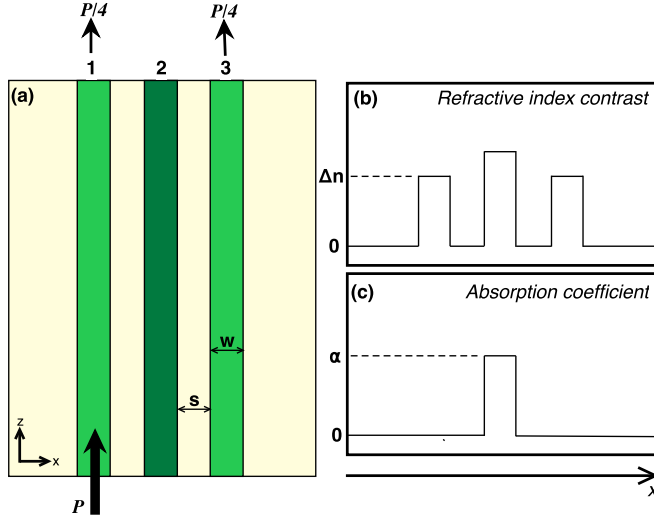 P/4 P/4
1 2 3
(a)
w
s
z
x
P
(b) Refractive index contrast
Δn
0
(c) Absorption coefficient
α
0
x